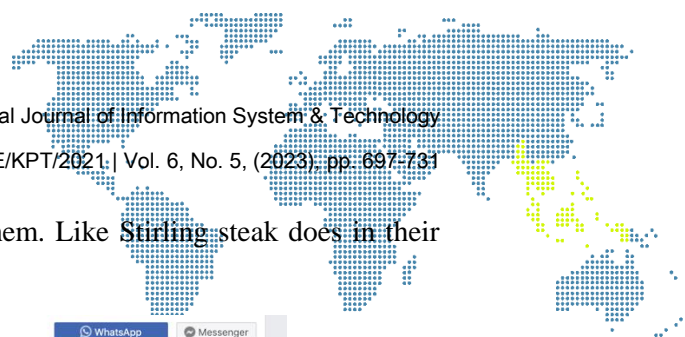 al Journal of Information System & Technology
E/KPT/2021 | Vol. 6, No. 5, (2023), pp. 697-731
nem. Like Stirling steak does in their
WhatsApp Messenger